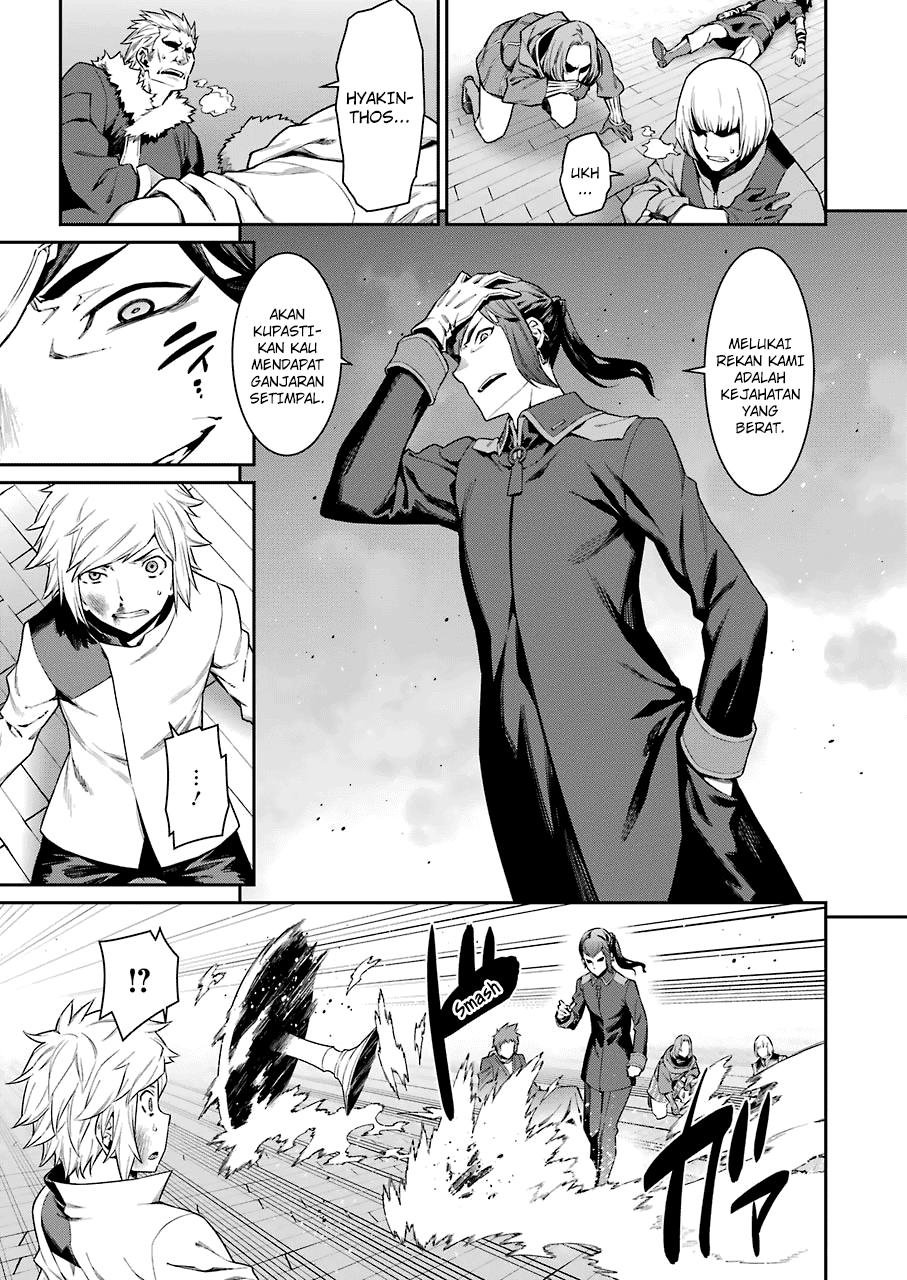 UKH
...
HYAKIN-
THOS...
MELUKAI
REKAN KAMI
ADALAH
KEJAHATAN
YANG
BERAT.
AKAN
KUPASTI-
KAN KAU
MENDAPAT
GANJARAN
SETIMPAL.
...
Smash
!?